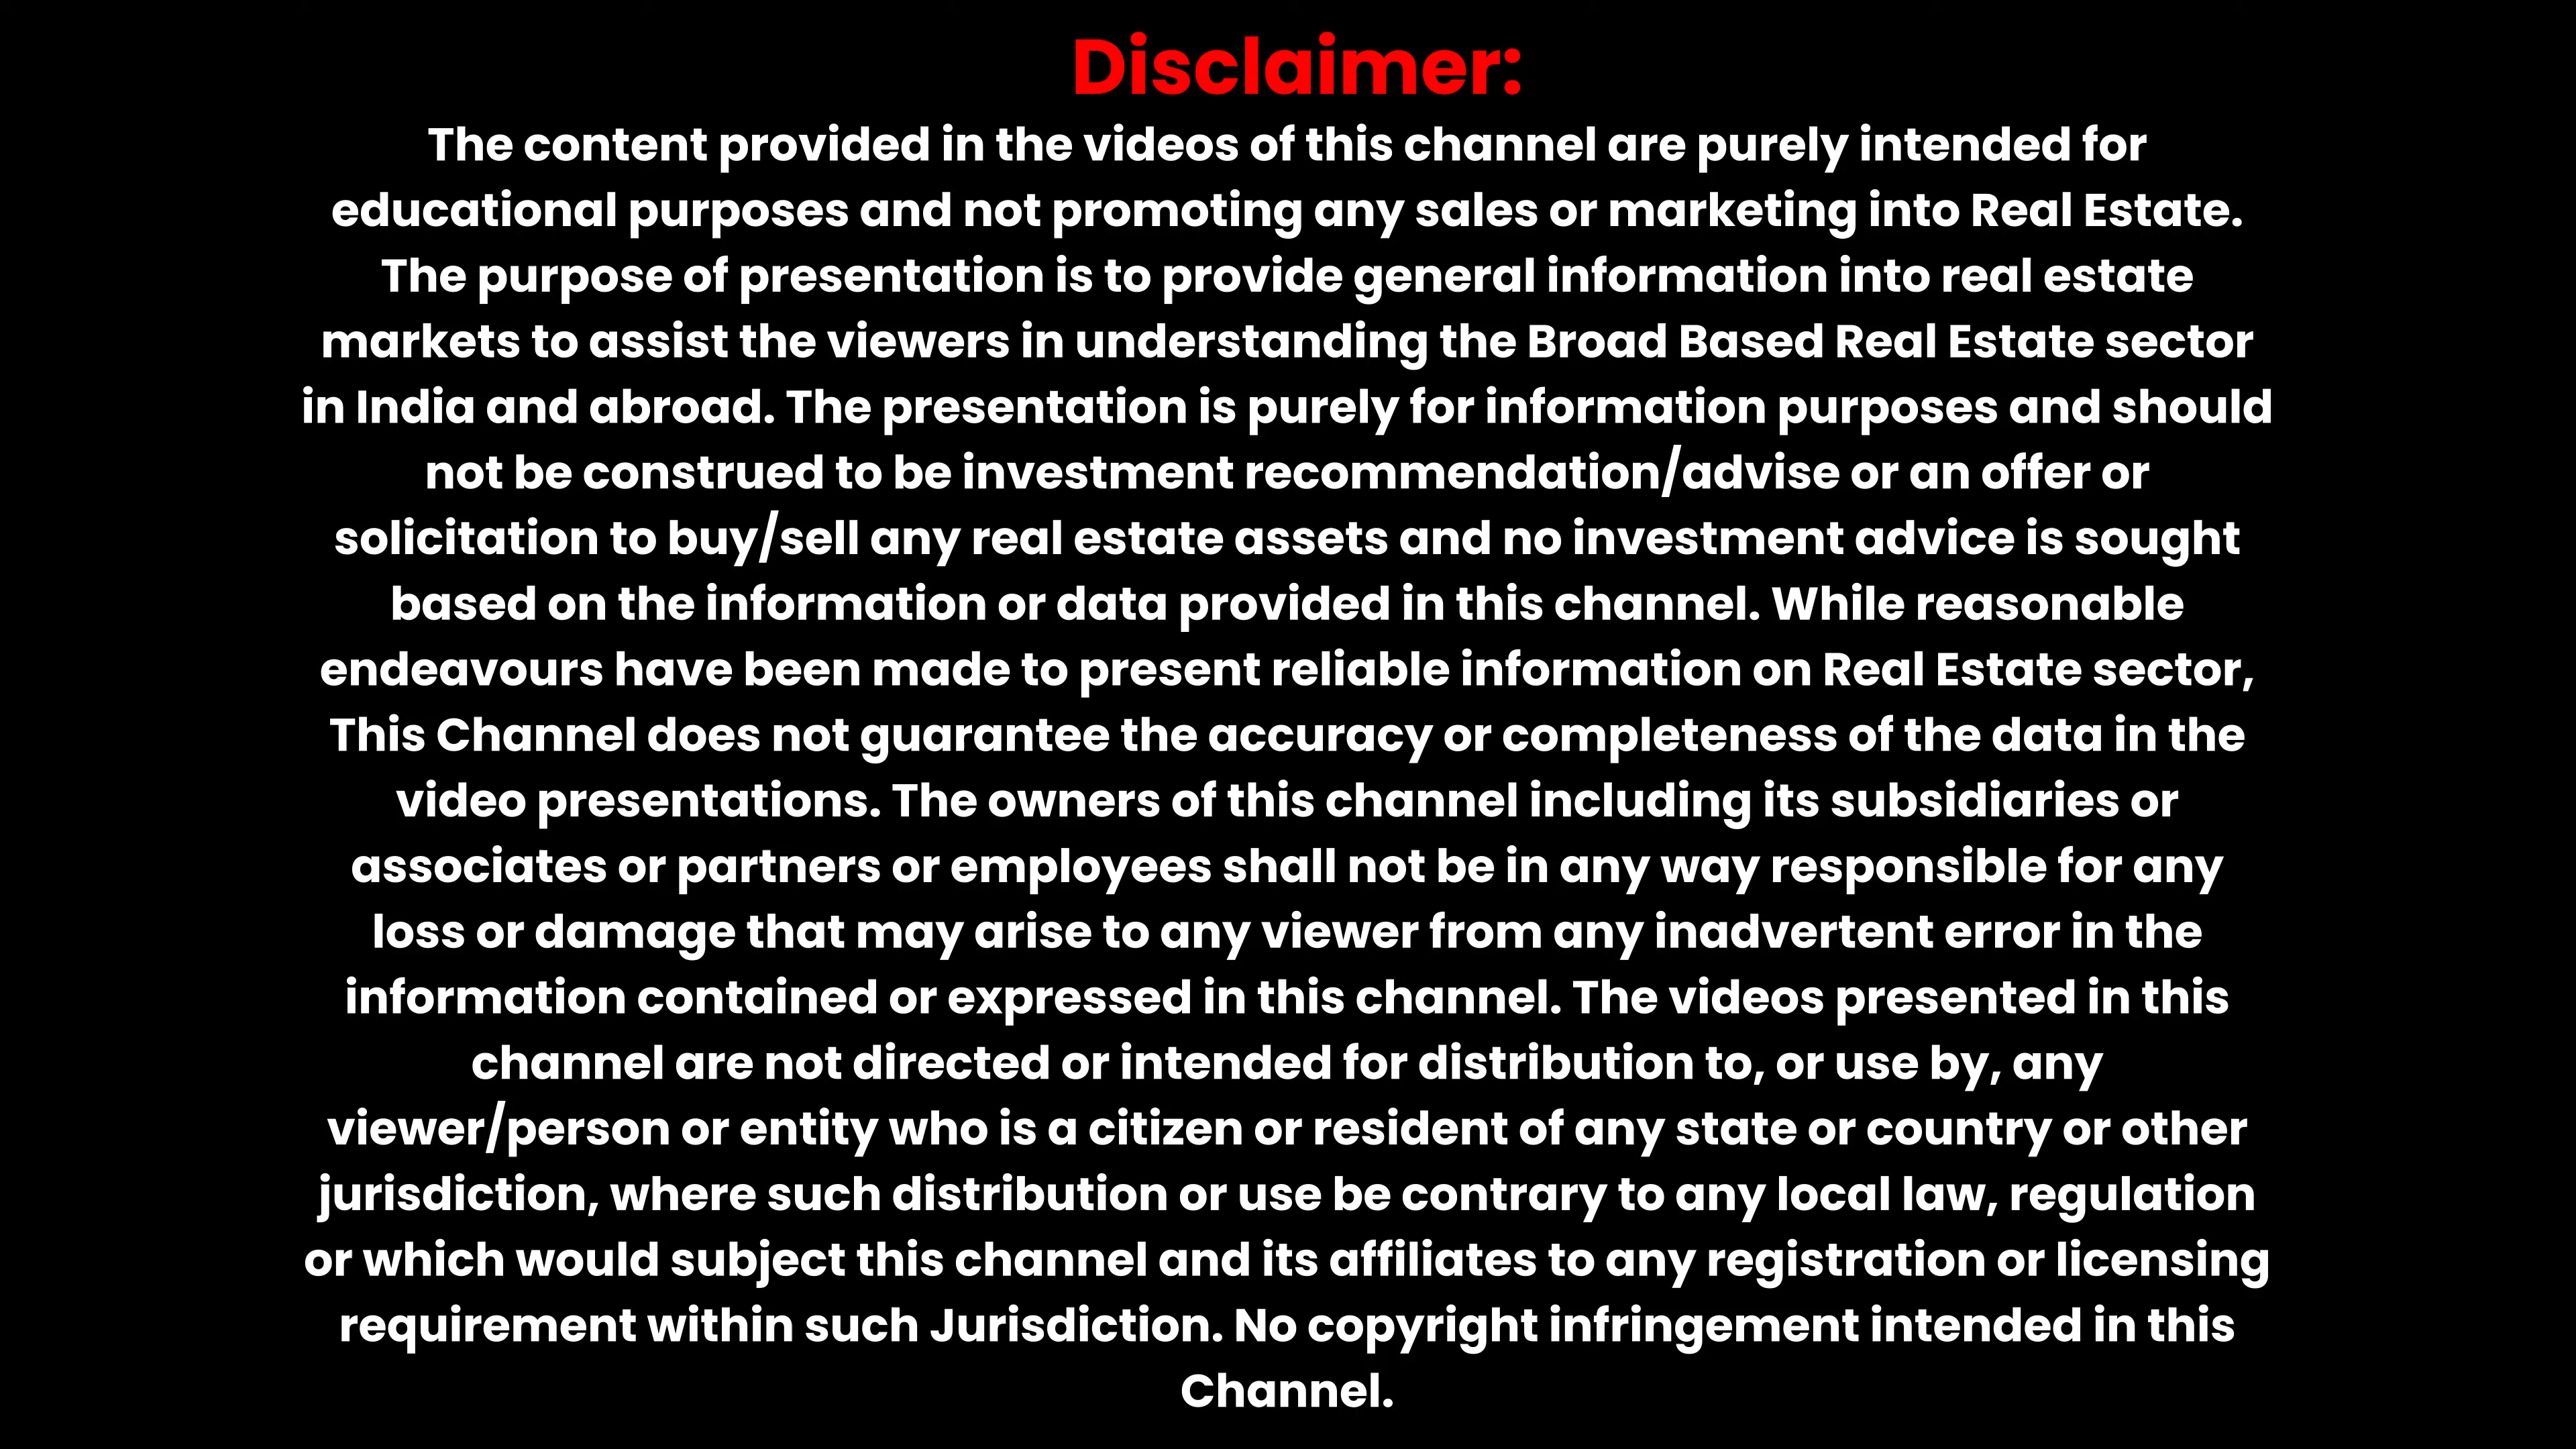 Disclaimer:
The content provided in the videos of this channel are purely intended for
educational purposes and not promoting any sales or marketing into Real Estate.
The purpose of presentation is to provide general information into real estate
markets to assist the viewers in understanding the Broad Based Real Estate sector
in India and abroad. The presentation is purely for information purposes and should
not be construed to be investment recommendation/advise or an offer or
solicitation to buy/sell any real estate assets and no investment advice is sought
based on the information or data provided in this channel. While reasonable
endeavours have been made to present reliable information on Real Estate sector,
This Channel does not guarantee the accuracy or completeness of the data in the
video presentations. The owners of this channel including its subsidiaries or
associates or partners or employees shall not be in any way responsible for any
loss or damage that may arise to any viewer from any inadvertent error in the
information contained or expressed in this channel. The videos presented in this
channel are not directed or intended for distribution to, or use by, any
viewer/person or entity who is a citizen or resident of any state or country or other
jurisdiction, where such distribution or use be contrary to any local law, regulation
or which would subject this channel and its affiliates to any registration or licensing
requirement within such Jurisdiction. No copyright infringement intended in this
Channel.